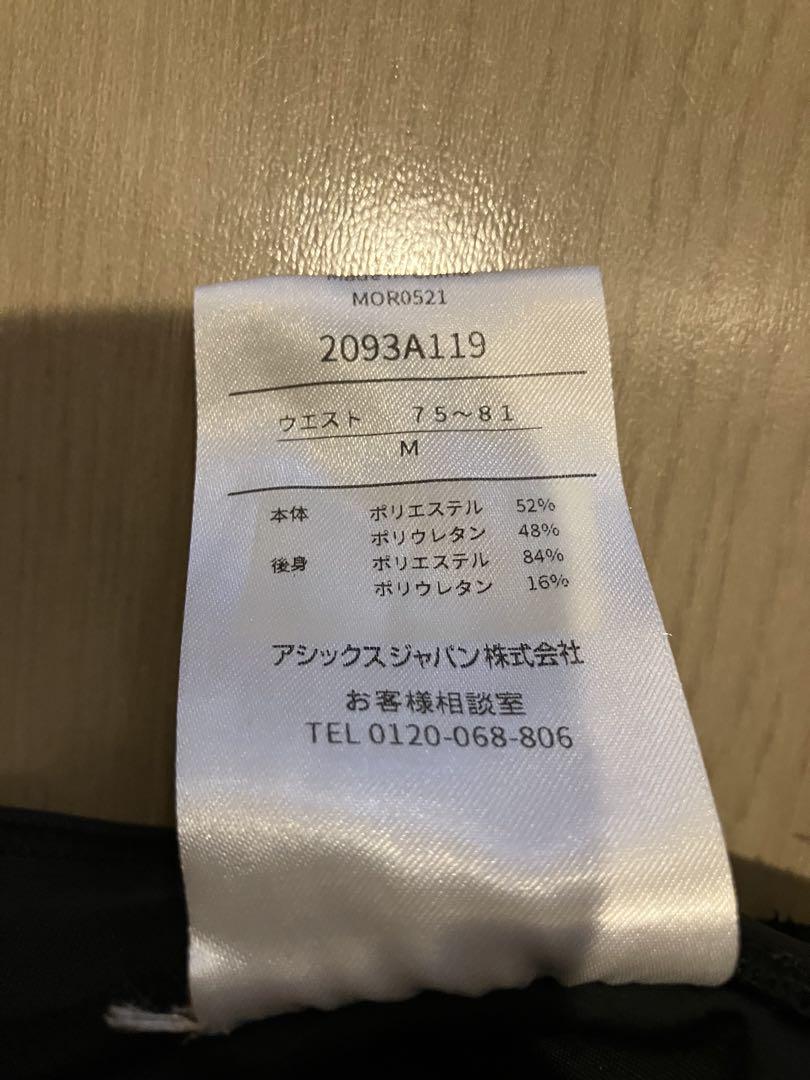 MOR0521
2093A119
ウエスト 75～81
M
本体 ポリエステル 52%
ポリウレタン 48%
後身 ポリエステル 84%
ポリウレタン 16%
アシックスジャパン株式会社
お客様相談室
TEL 0120-068-806